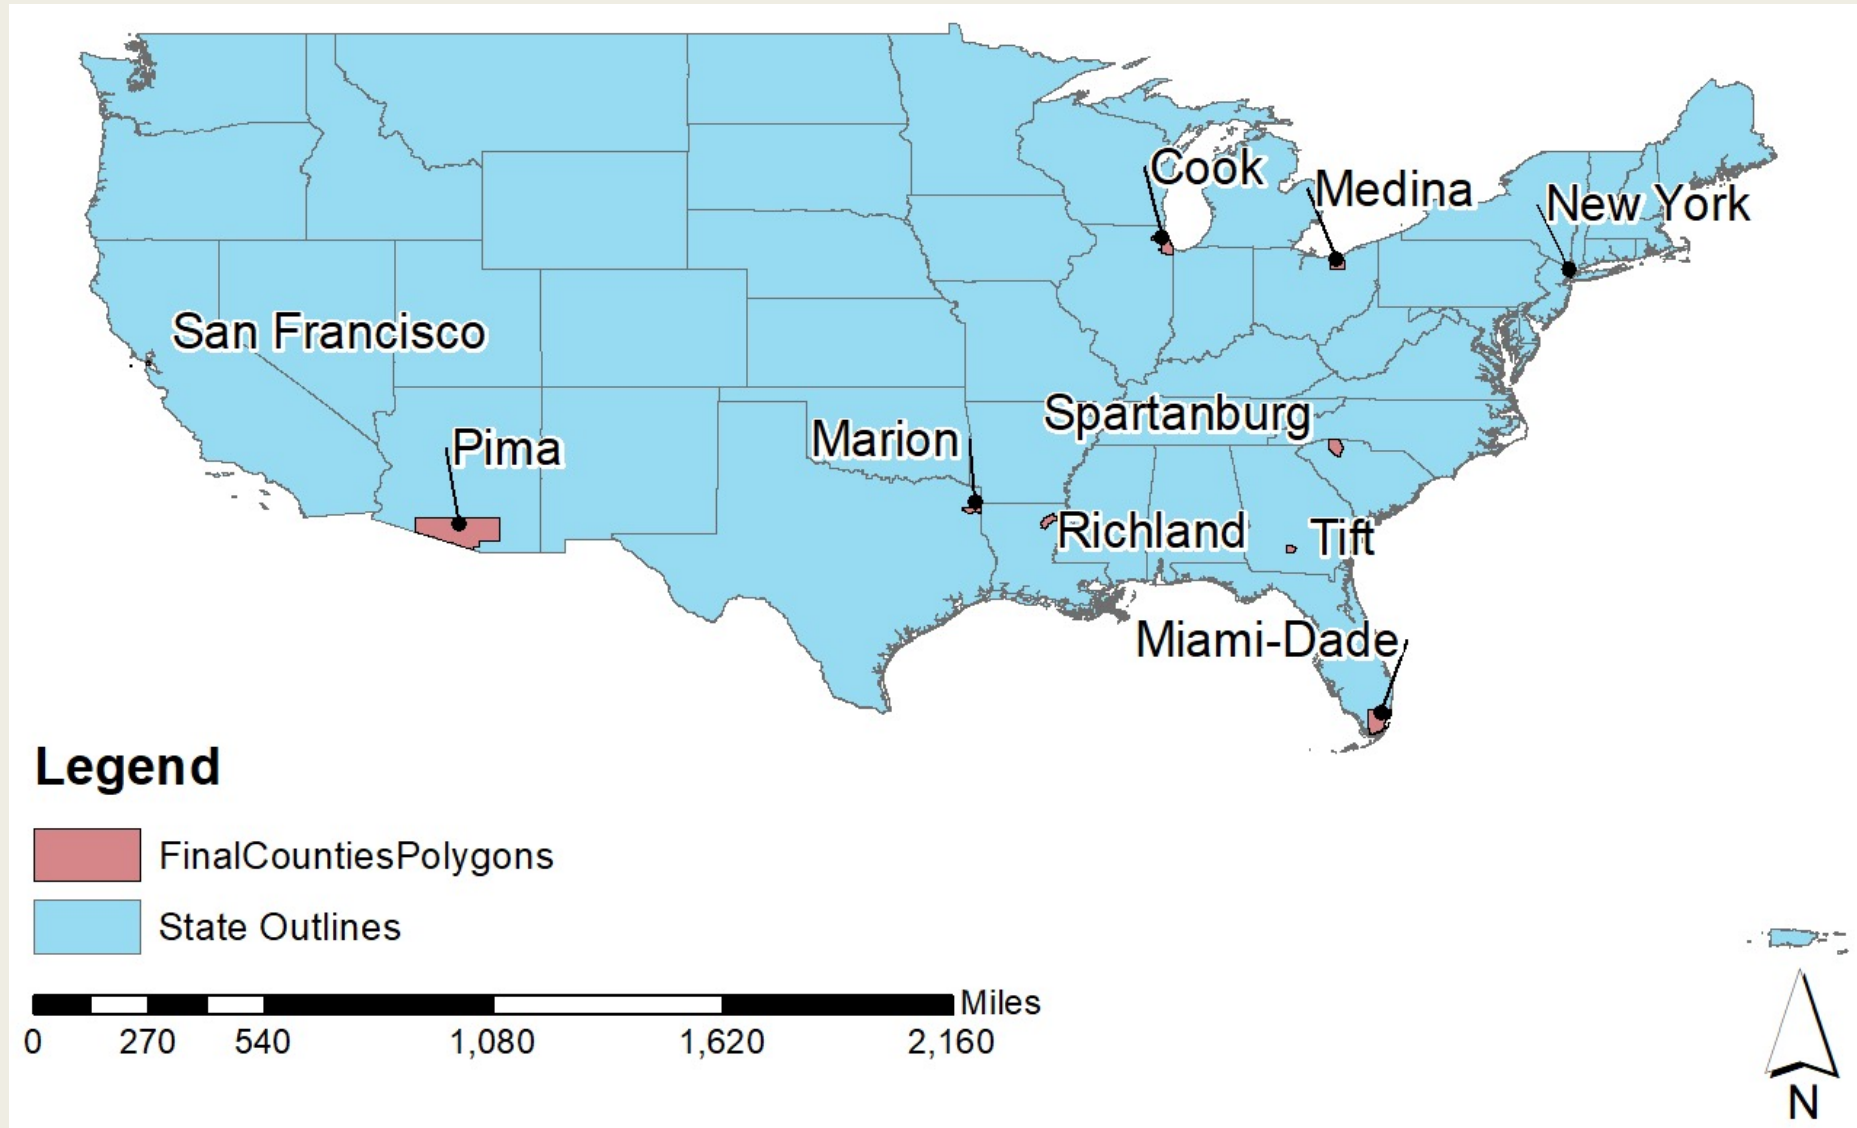 Cook
Medina
New York
San Francisco
Spartanburg
Marion
Pima
Richland
Tift
Miami-Dade
Legend
FinalCountiesPolygons
State Outlines
Miles
0 270 540 1,080 1,620 2,160
N